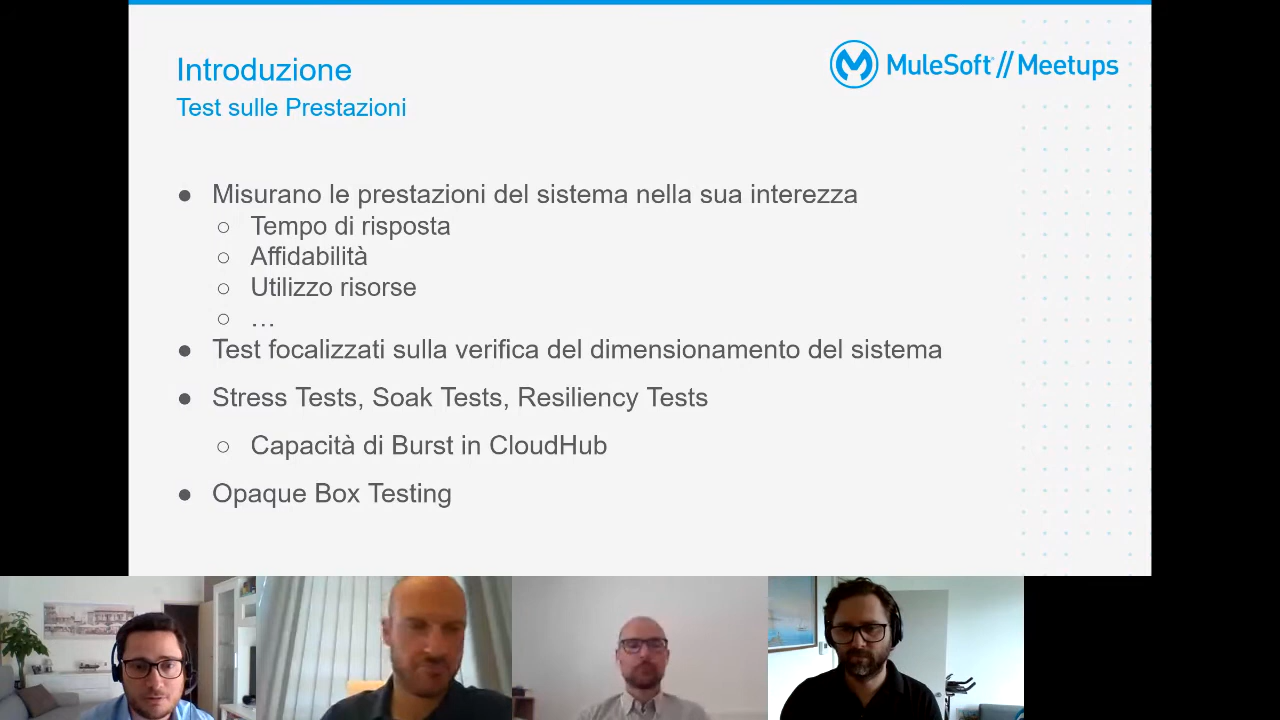 Introduzione
Test sulle Prestazioni
MuleSoft // Meetups
● Misurano le prestazioni del sistema nella sua interezza
○ Tempo di risposta
○ Affidabilità
○ Utilizzo risorse
○ …
● Test focalizzati sulla verifica del dimensionamento del sistema
● Stress Tests, Soak Tests, Resiliency Tests
○ Capacità di Burst in CloudHub
● Opaque Box Testing